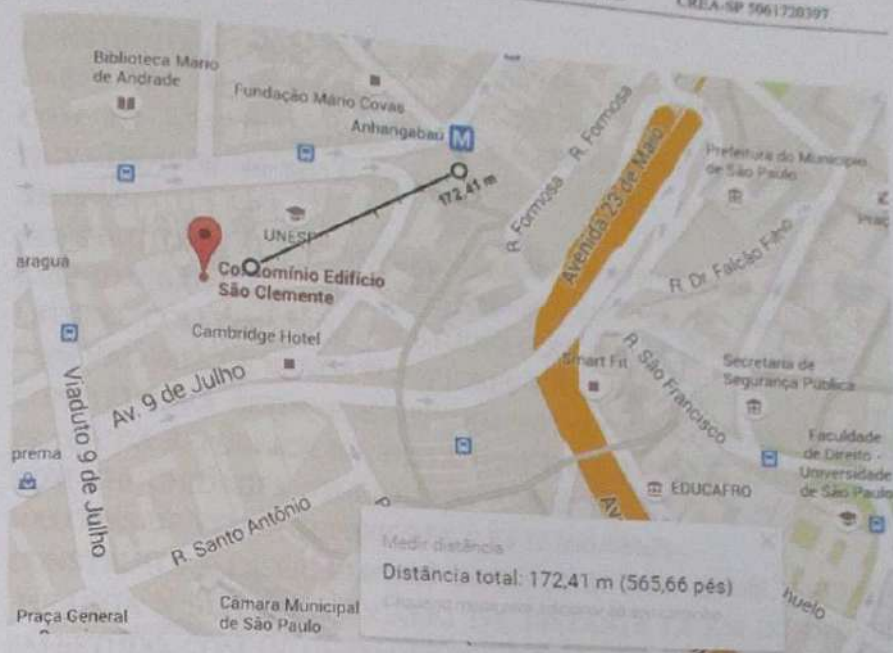 CREA-SP 5061720397
Biblioteca Mário
de Andrade
Fundação Mário Covas
Anhangabaú M
172,41 m
R. Formosa
R. Formosa
Avenida 23 de Maio
Prefeitura do Município
de São Paulo
UNESP
aragua
Condomínio Edifício
São Clemente
R. Dr. Falcão Filho
Cambridge Hotel
Smart Fit
R. São Francisco
Secretaria de
Segurança Pública
Av. 9 de Julho
Viaduto 9 de Julho
prema
Faculdade
de Direito -
Universidade
de São Paulo
EDUCAFRO
Av
R. Santo Antônio
Medir distância
Distância total: 172,41 m (565,66 pés)
huelo
Praça General
Câmara Municipal
de São Paulo